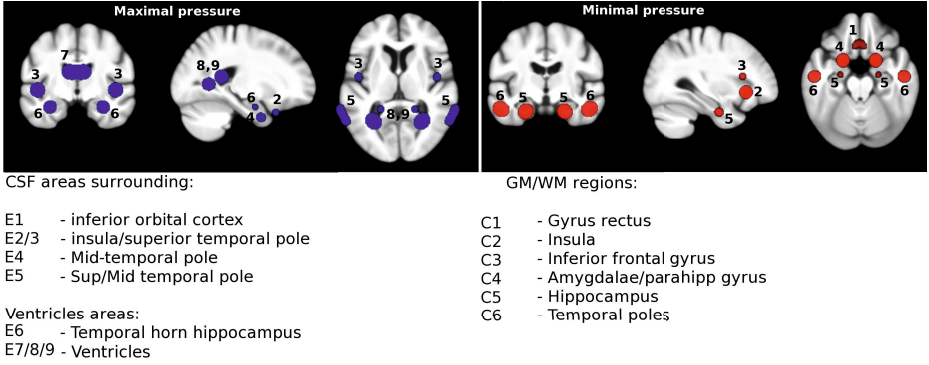 Maximal pressure
7
3 3
6 6
8,9
6 2
4
3 3
5 5
8,9
Minimal pressure
6 5 5 6
3
2
5
1
4 4
6 5 5 6
CSF areas surrounding:
E1 - inferior orbital cortex
E2/3 - insula/superior temporal pole
E4 - Mid-temporal pole
E5 - Sup/Mid temporal pole
Ventricles areas:
E6 - Temporal horn hippocampus
E7/8/9 - Ventricles
GM/WM regions:
C1 - Gyrus rectus
C2 - Insula
C3 - Inferior frontal gyrus
C4 - Amygdalae/parahipp gyrus
C5 - Hippocampus
C6 - Temporal poles